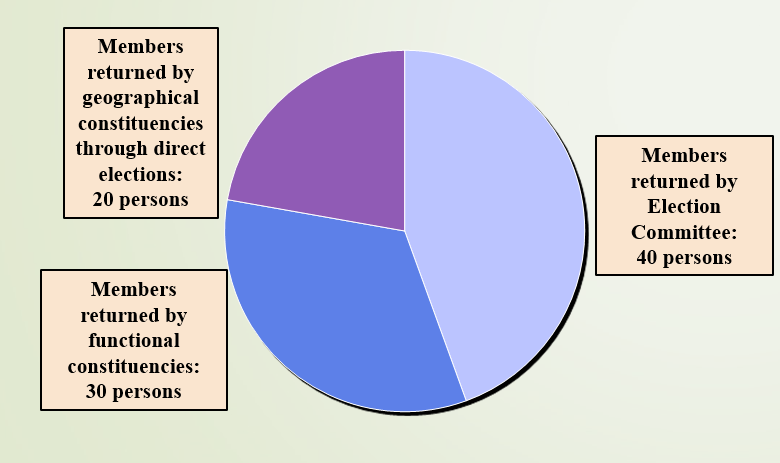 Members
returned by
geographical
constituencies
through direct
elections:
20 persons
Members
returned by
Election
Committee:
40 persons
Members
returned by
functional
constituencies:
30 persons